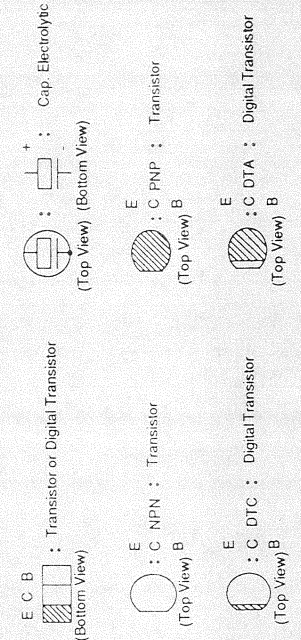 E C B
: Transistor or Digital Transistor
(Bottom View)
: + - : Cap. Electrolytic
(Top View) (Bottom View)
E
: C NPN : Transistor
B
(Top View)
E
: C PNP : Transistor
B
(Top View)
E
: C DTC : Digital Transistor
B
(Top View)
E
: C DTA : Digital Transistor
B
(Top View)